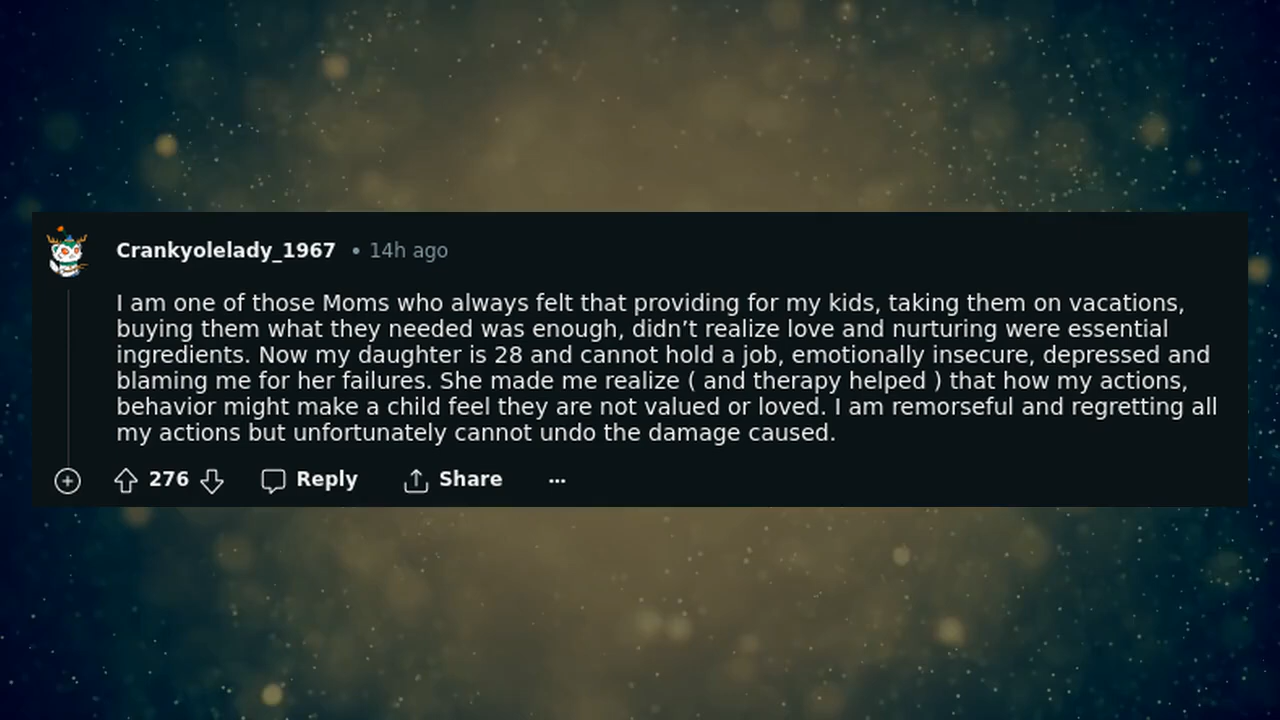 Crankyolelady_1967 • 14h ago
I am one of those Moms who always felt that providing for my kids, taking them on vacations,
buying them what they needed was enough, didn’t realize love and nurturing were essential
ingredients. Now my daughter is 28 and cannot hold a job, emotionally insecure, depressed and
blaming me for her failures. She made me realize ( and therapy helped ) that how my actions,
behavior might make a child feel they are not valued or loved. I am remorseful and regretting all
my actions but unfortunately cannot undo the damage caused.
276 Reply Share ...